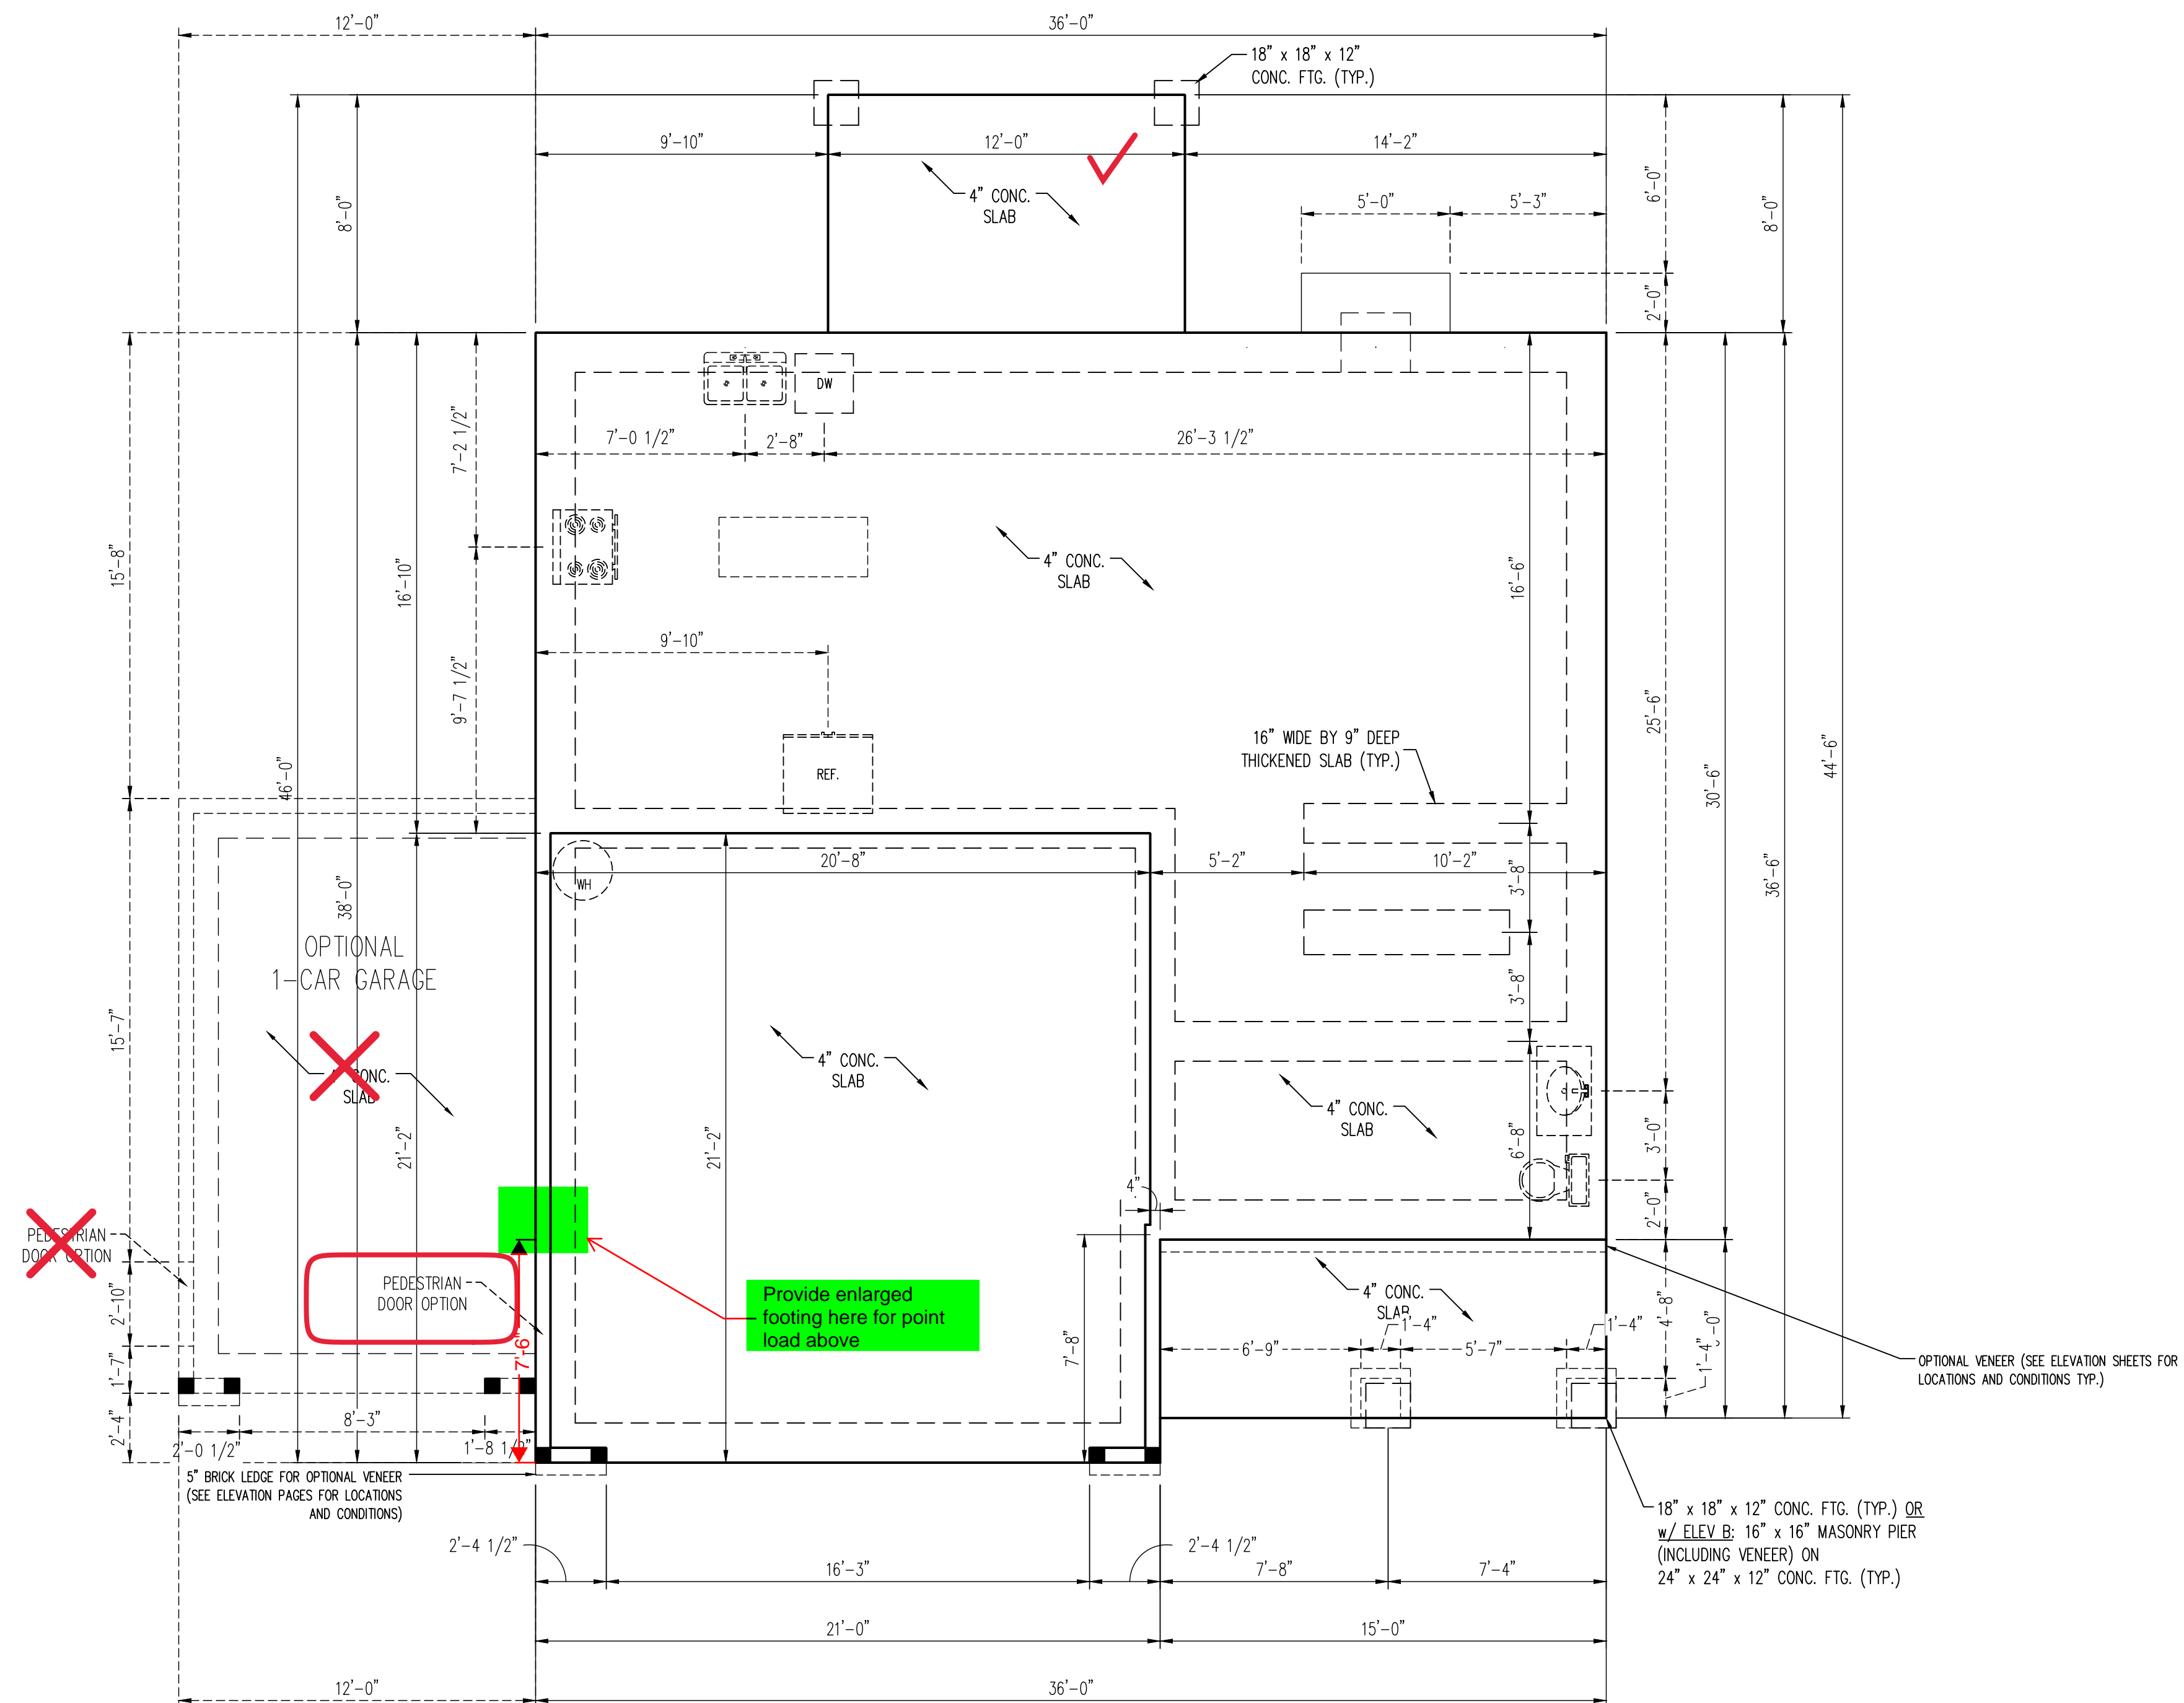 12'-0"
36'-0"
18" x 18" x 12"
CONC. FTG. (TYP.)
9'-10"
12'-0"
14'-2"
8'-0"
4" CONC.
SLAB
5'-0"
5'-3"
6'-0"
8'-0"
2'-0"
DW
7'-0 1/2"
2'-8"
26'-3 1/2"
7'-2 1/2"
15'-8"
16'-10"
4" CONC.
SLAB
16'-6"
9'-10"
9'-7 1/2"
25'-6"
16" WIDE BY 9" DEEP
THICKENED SLAB (TYP.)
REF.
46'-0"
30'-6"
44'-6"
20'-8"
5'-2"
10'-2"
WH
3'-8"
38'-0"
36'-6"
OPTIONAL
1-CAR GARAGE
3'-8"
15'-7"
CONC.
SLAB
4" CONC.
SLAB
4" CONC.
SLAB
21'-2"
21'-2"
6'-8"
3'-0"
4"
2'-0"
PEDESTRIAN
DOOR OPTION
PEDESTRIAN
DOOR OPTION
2'-10"
Provide enlarged
footing here for point
load above
4" CONC.
SLAB
4'-8"
1'-4"
1'-4"
7'-6"
7'-8"
6'-9"
5'-7"
1'-4"
1'-7"
OPTIONAL VENEER (SEE ELEVATION SHEETS FOR
LOCATIONS AND CONDITIONS TYP.)
8'-3"
2'-4"
2'-0 1/2"
1'-8 1/2"
5" BRICK LEDGE FOR OPTIONAL VENEER
(SEE ELEVATION PAGES FOR LOCATIONS
AND CONDITIONS)
18" x 18" x 12" CONC. FTG. (TYP.) OR
w/ ELEV B: 16" x 16" MASONRY PIER
(INCLUDING VENEER) ON
24" x 24" x 12" CONC. FTG. (TYP.)
2'-4 1/2"
16'-3"
2'-4 1/2"
7'-8"
7'-4"
21'-0"
15'-0"
12'-0"
36'-0"